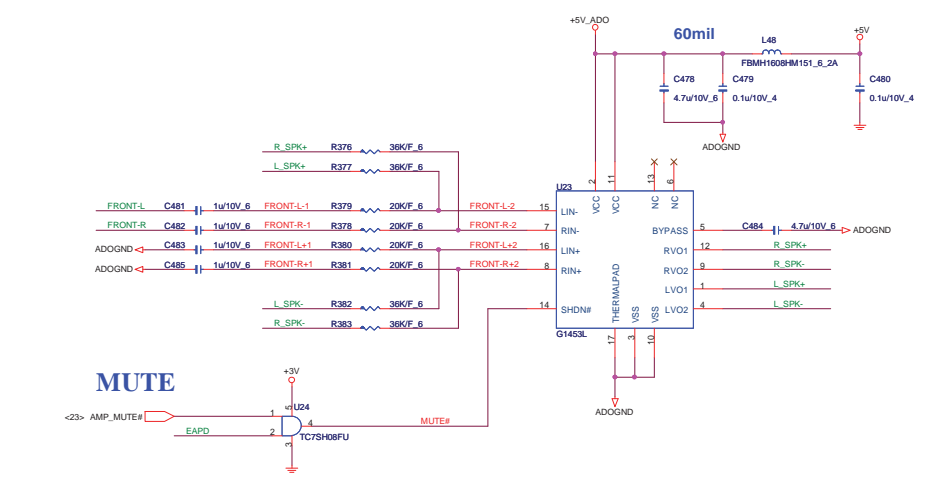 +5V_ADO
60mil
L48
+5V
FBMH1608HM151_6_2A
C478
C479
C480
4.7u/10V_6
0.1u/10V_4
0.1u/10V_4
ADOGND
R_SPK+ R376 36K/F_6
L_SPK+ R377 36K/F_6
U23
2 11 13 6
VCC VCC NC NC
FRONT-L C481 1u/10V_6 FRONT-L-1 R379 20K/F_6 FRONT-L-2 15 LIN-
FRONT-R C482 1u/10V_6 FRONT-R-1 R378 20K/F_6 FRONT-R-2 7 RIN-
BYPASS 5 C484 4.7u/10V_6 ADOGND
ADOGND C483 1u/10V_6 FRONT-L+1 R380 20K/F_6 FRONT-L+2 16 LIN+
RVO1 12 R_SPK+
ADOGND C485 1u/10V_6 FRONT-R+1 R381 20K/F_6 FRONT-R+2 8 RIN+
RVO2 9 R_SPK-
LVO1 1 L_SPK+
L_SPK- R382 36K/F_6
14 SHDN#
LVO2 4 L_SPK-
R_SPK- R383 36K/F_6
THERMALPAD VSS VSS
G1453L
17 3 10
ADOGND
MUTE
+3V
U24
5
<23> AMP_MUTE# 1
4 MUTE#
EAPD 2
TC7SH08FU
3